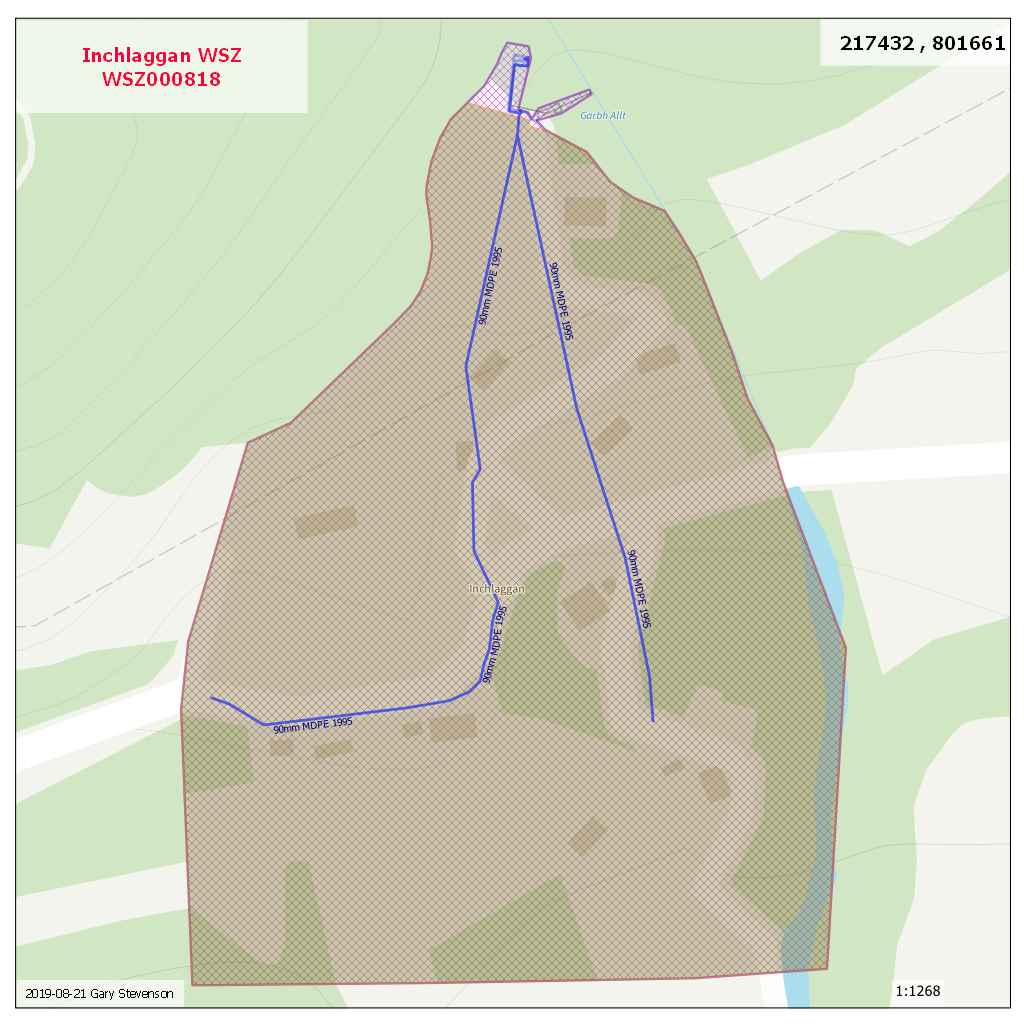 Inchlaggan WSZ
WSZ000818
217432 , 801661
Garbh Allt
90mm MDPE 1995
90mm MDPE 1995
90mm MDPE 1995
Inchlaggan
90mm MDPE 1995
90mm MDPE 1995
2019-08-21 Gary Stevenson
1:1268